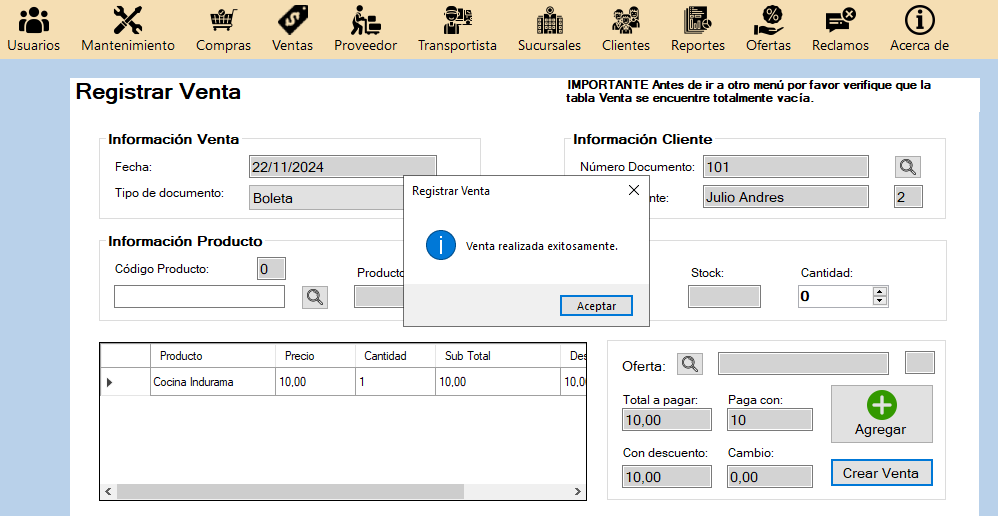 Usuarios Mantenimiento Compras Ventas Proveedor Transportista Sucursales Clientes Reportes Ofertas Reclamos Acerca de
Registrar Venta
IMPORTANTE Antes de ir a otro menú por favor verifique que la
tabla Venta se encuentre totalmente vacía.
Información Venta
Fecha: 22/11/2024
Tipo de documento: Boleta
Información Cliente
Número Documento: 101
nte: Julio Andres 2
Registrar Venta
Venta realizada exitosamente.
Aceptar
Información Producto
Código Producto: 0
Producto
Stock:
Cantidad:
0
Producto Precio Cantidad Sub Total Des
Cocina Indurama 10,00 1 10,00 10,0
Oferta:
Total a pagar: Paga con:
10,00 10
Agregar
Con descuento: Cambio:
10,00 0,00
Crear Venta